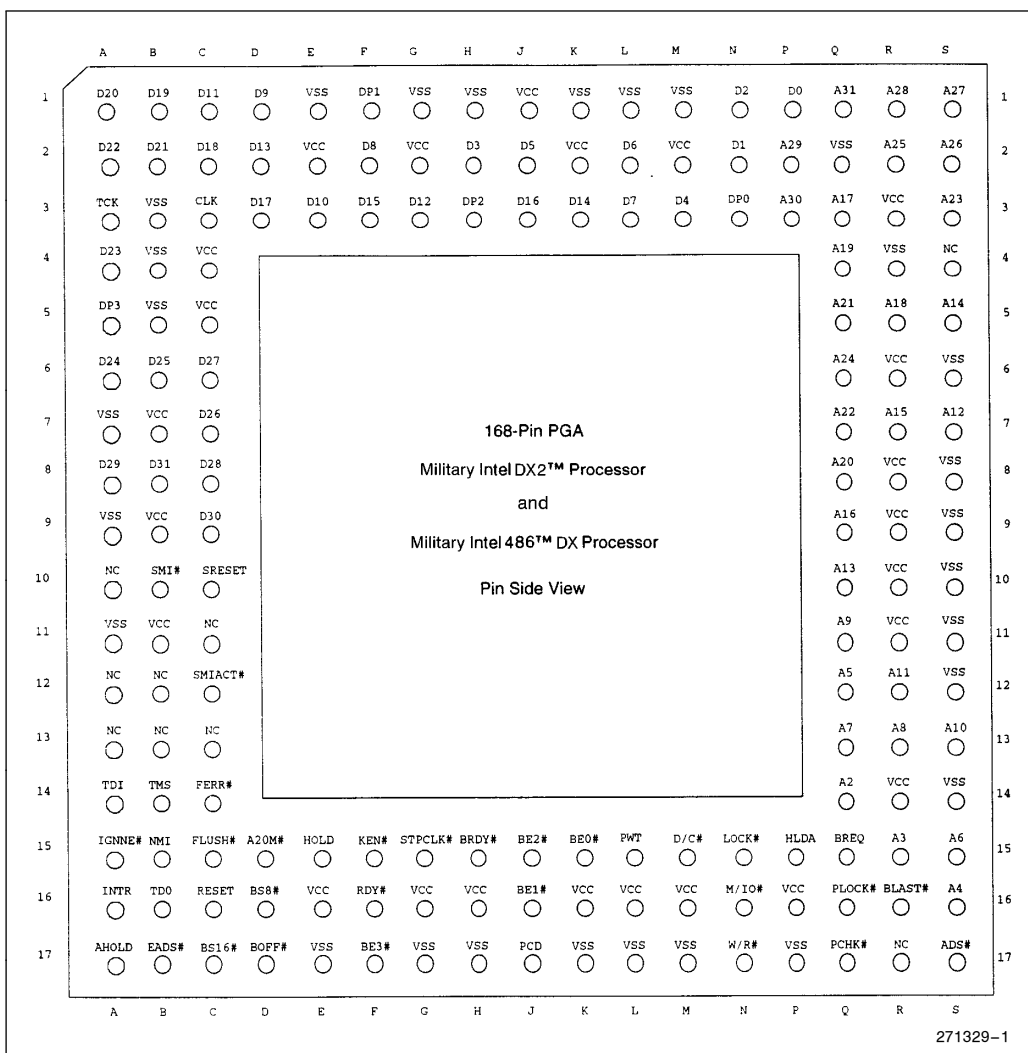 A B C D E F G H J K L M N P Q R S
1 D20 D19 D11 D9 VSS DP1 VSS VSS VCC VSS VSS VSS D2 D0 A31 A28 A27 1
2 D22 D21 D18 D13 VCC D8 VCC D3 D5 VCC D6 VCC D1 A29 VSS A25 A26 2
3 TCK VSS CLK D17 D10 D15 D12 DP2 D16 D14 D7 D4 DP0 A30 A17 VCC A23 3
4 D23 VSS VCC A19 VSS NC 4
5 DP3 VSS VCC A21 A18 A14 5
6 D24 D25 D27 A24 VCC VSS 6
7 VSS VCC D26 A22 A15 A12 7
168-Pin PGA
8 D29 D31 D28 A20 VCC VSS 8
Military Intel DX2™ Processor
and
9 VSS VCC D30 A16 VCC VSS 9
Military Intel 486™ DX Processor
10 NC SMI# SRESET A13 VCC VSS 10
Pin Side View
11 VSS VCC NC A9 VCC VSS 11
12 NC NC SMIACT# A5 A11 VSS 12
13 NC NC NC A7 A8 A10 13
14 TDI TMS FERR# A2 VCC VSS 14
15 IGNNE# NMI FLUSH# A20M# HOLD KEN# STPCLK# BRDY# BE2# BE0# PWT D/C# LOCK# HLDA BREQ A3 A6 15
16 INTR TD0 RESET BS8# VCC RDY# VCC VCC BE1# VCC VCC VCC M/IO# VCC PLOCK# BLAST# A4 16
17 AHOLD EADS# BS16# BOFF# VSS BE3# VSS VSS PCD VSS VSS VSS W/R# VSS PCHK# NC ADS# 17
A B C D E F G H J K L M N P Q R S
271329–1